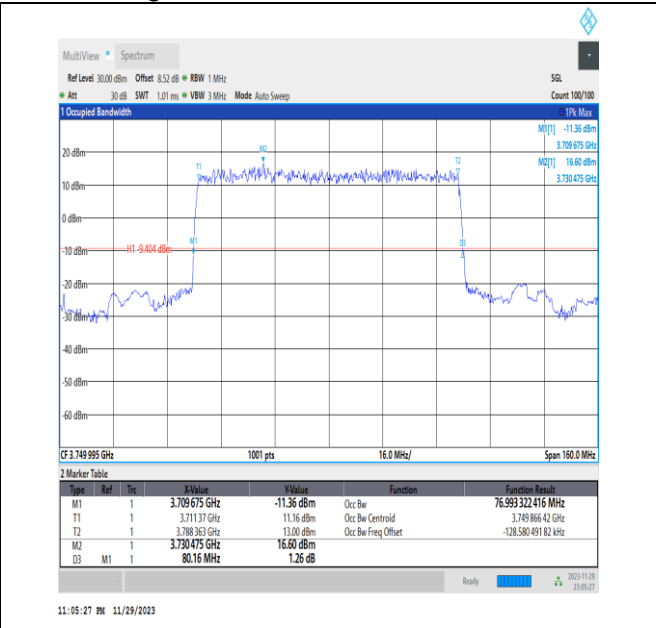 MultiView Spectrum
Ref Level 30.00 dBm Offset 8.52 dB RBW 1 MHz SGL
Att 30 dB SWT 1.01 ms VBW 3 MHz Mode Auto Sweep Count 100/100
1 Occupied Bandwidth 1Pk Max
M1[1] -11.36 dBm
3.709 675 GHz
M2[1] 16.60 dBm
3.730 475 GHz
20 dBm
M2
T1
T2
10 dBm
0 dBm
M1
D3
-10 dBm
H1 -9.404 dBm
-20 dBm
-30 dBm
-40 dBm
-50 dBm
-60 dBm
CF 3.749 995 GHz 1001 pts 16.0 MHz/ Span 160.0 MHz
2 Marker Table
Type Ref Trc X-Value Y-Value Function Function Result
M1 1 3.709 675 GHz -11.36 dBm Occ Bw 76.993 322 416 MHz
T1 1 3.711 37 GHz 11.16 dBm Occ Bw Centroid 3.749 866 42 GHz
T2 1 3.788 363 GHz 13.00 dBm Occ Bw Freq Offset -128.580 491 82 kHz
M2 1 3.730 475 GHz 16.60 dBm
D3 M1 1 80.16 MHz 1.26 dB
Ready 2023-11-29
23:05:27
11:05:27 PM 11/29/2023